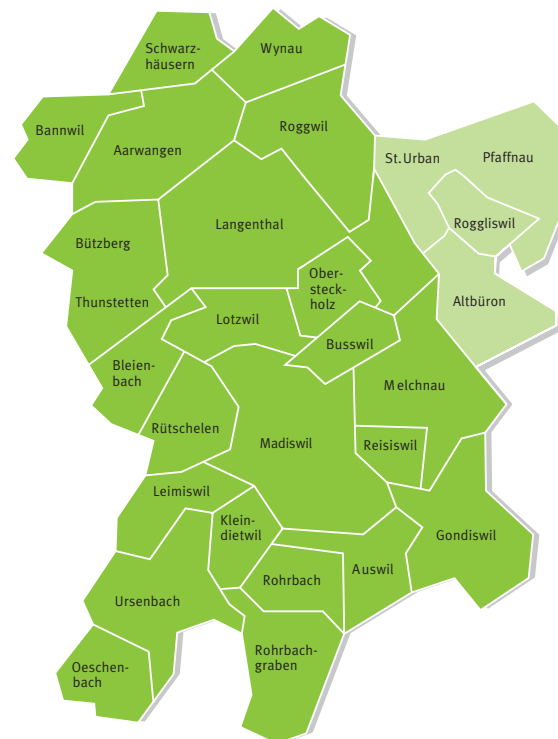 Schwarz-
häusern
Wynau
Bannwil
Aarwangen
Roggwil
St.Urban
Pfaffnau
Roggliswil
Langenthal
Bützberg
Thunstetten
Ober-
steck-
holz
Altbüron
Lotzwil
Busswil
Bleien-
bach
Melchnau
Rütschelen
Madiswil
Reisiswil
Leimiswil
Klein-
dietwil
Gondiswil
Auswil
Rohrbach
Ursenbach
Rohrbach-
graben
Oeschen-
bach